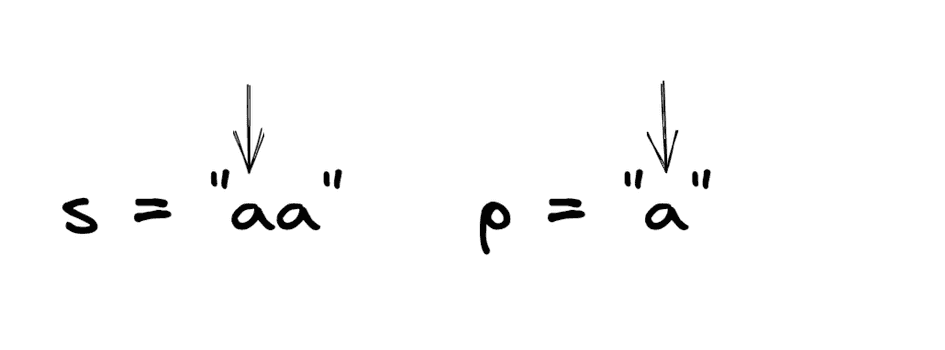 s = "aa" p = "a"